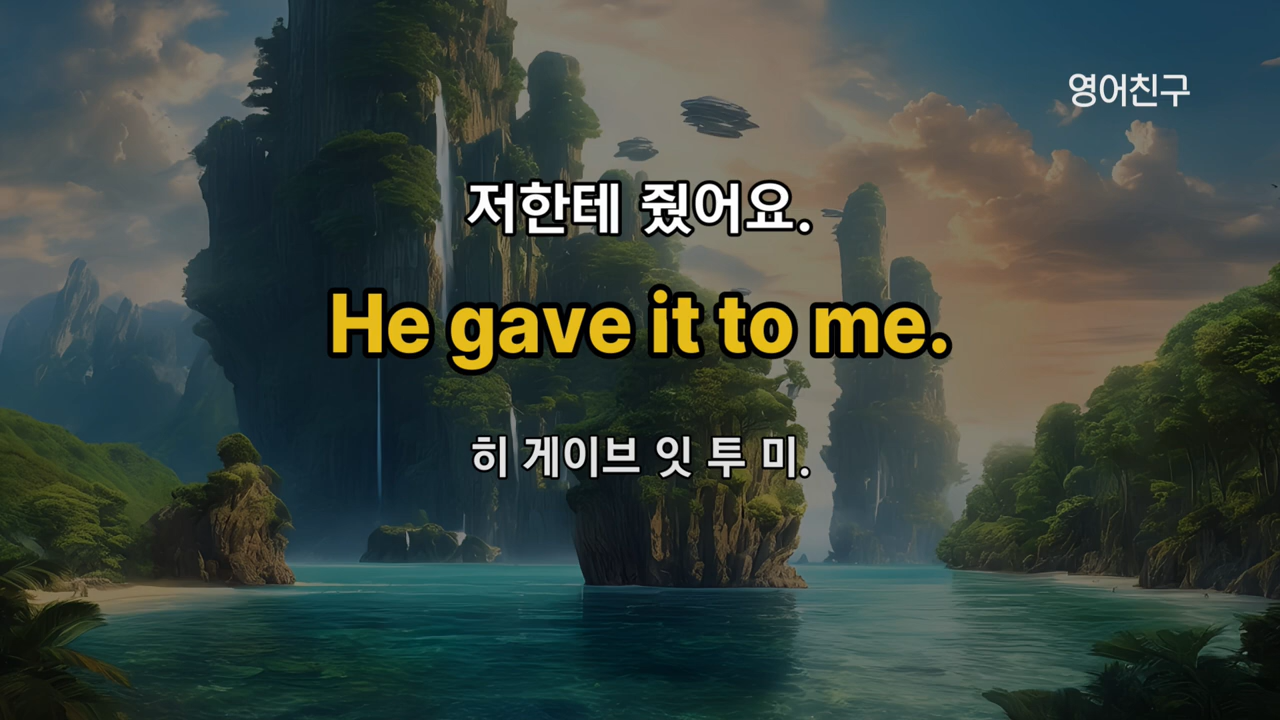 영어친구
저한테 줬어요.
He gave it to me.
히 게이브 잇 투 미.